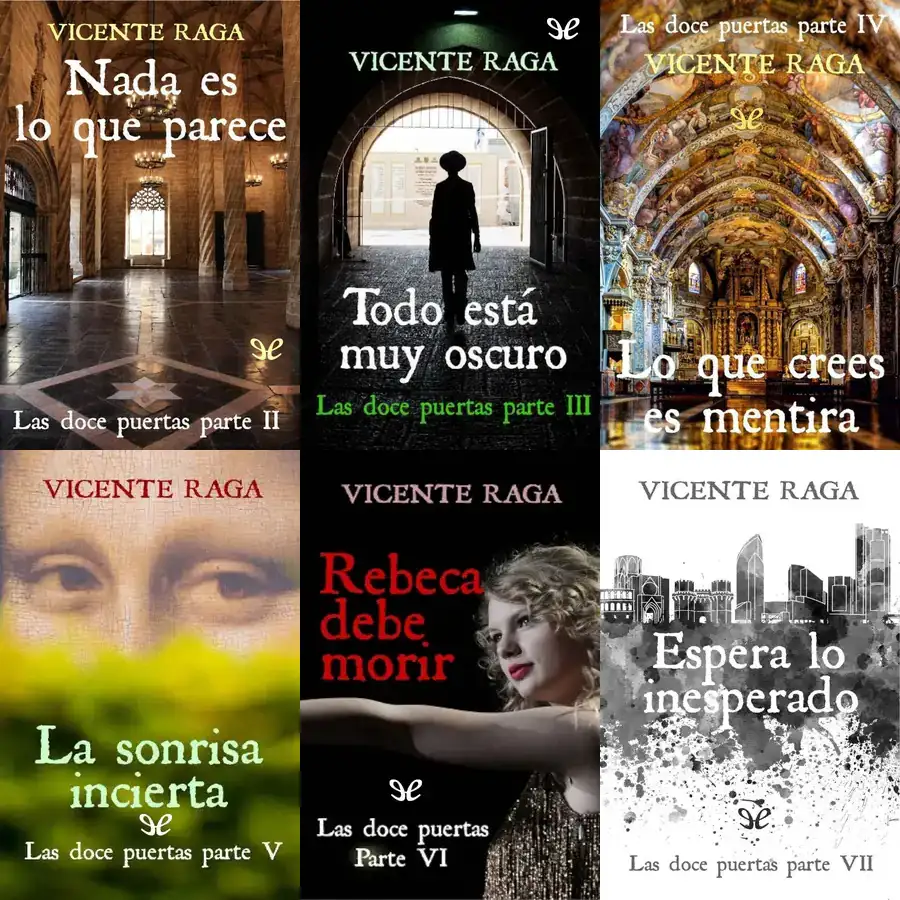 VICENTE RAGA
Nada es
lo que parece
Las doce puertas parte II
VICENTE RAGA
Todo está
muy oscuro
Las doce puertas parte III
Las doce puertas parte IV
VICENTE RAGA
Lo que crees
es mentira
VICENTE RAGA
La sonrisa
incierta
Las doce puertas parte V
VICENTE RAGA
Rebeca
debe
morir
Las doce puertas
Parte VI
VICENTE RAGA
Espera lo
inesperado
Las doce puertas parte VII